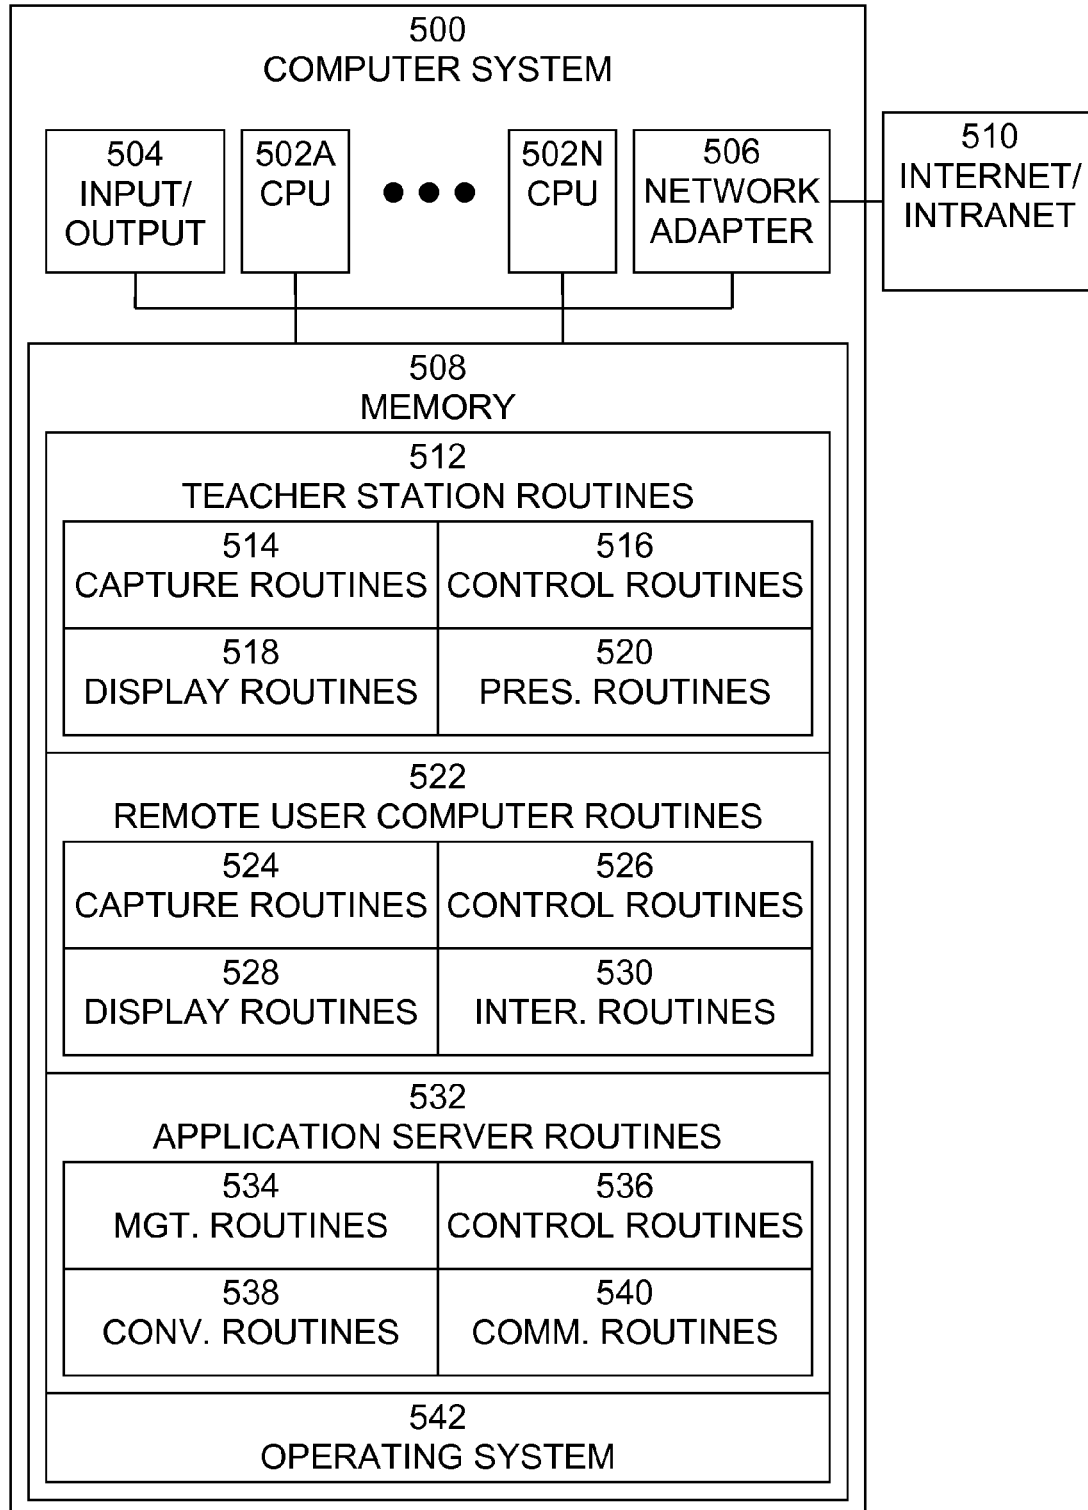 500
COMPUTER SYSTEM
504
INPUT/
OUTPUT
502A
CPU
502N
CPU
506
NETWORK
ADAPTER
510
INTERNET/
INTRANET
508
MEMORY
512
TEACHER STATION ROUTINES
514
CAPTURE ROUTINES
516
CONTROL ROUTINES
518
DISPLAY ROUTINES
520
PRES. ROUTINES
522
REMOTE USER COMPUTER ROUTINES
524
CAPTURE ROUTINES
526
CONTROL ROUTINES
528
DISPLAY ROUTINES
530
INTER. ROUTINES
532
APPLICATION SERVER ROUTINES
534
MGT. ROUTINES
536
CONTROL ROUTINES
538
CONV. ROUTINES
540
COMM. ROUTINES
542
OPERATING SYSTEM